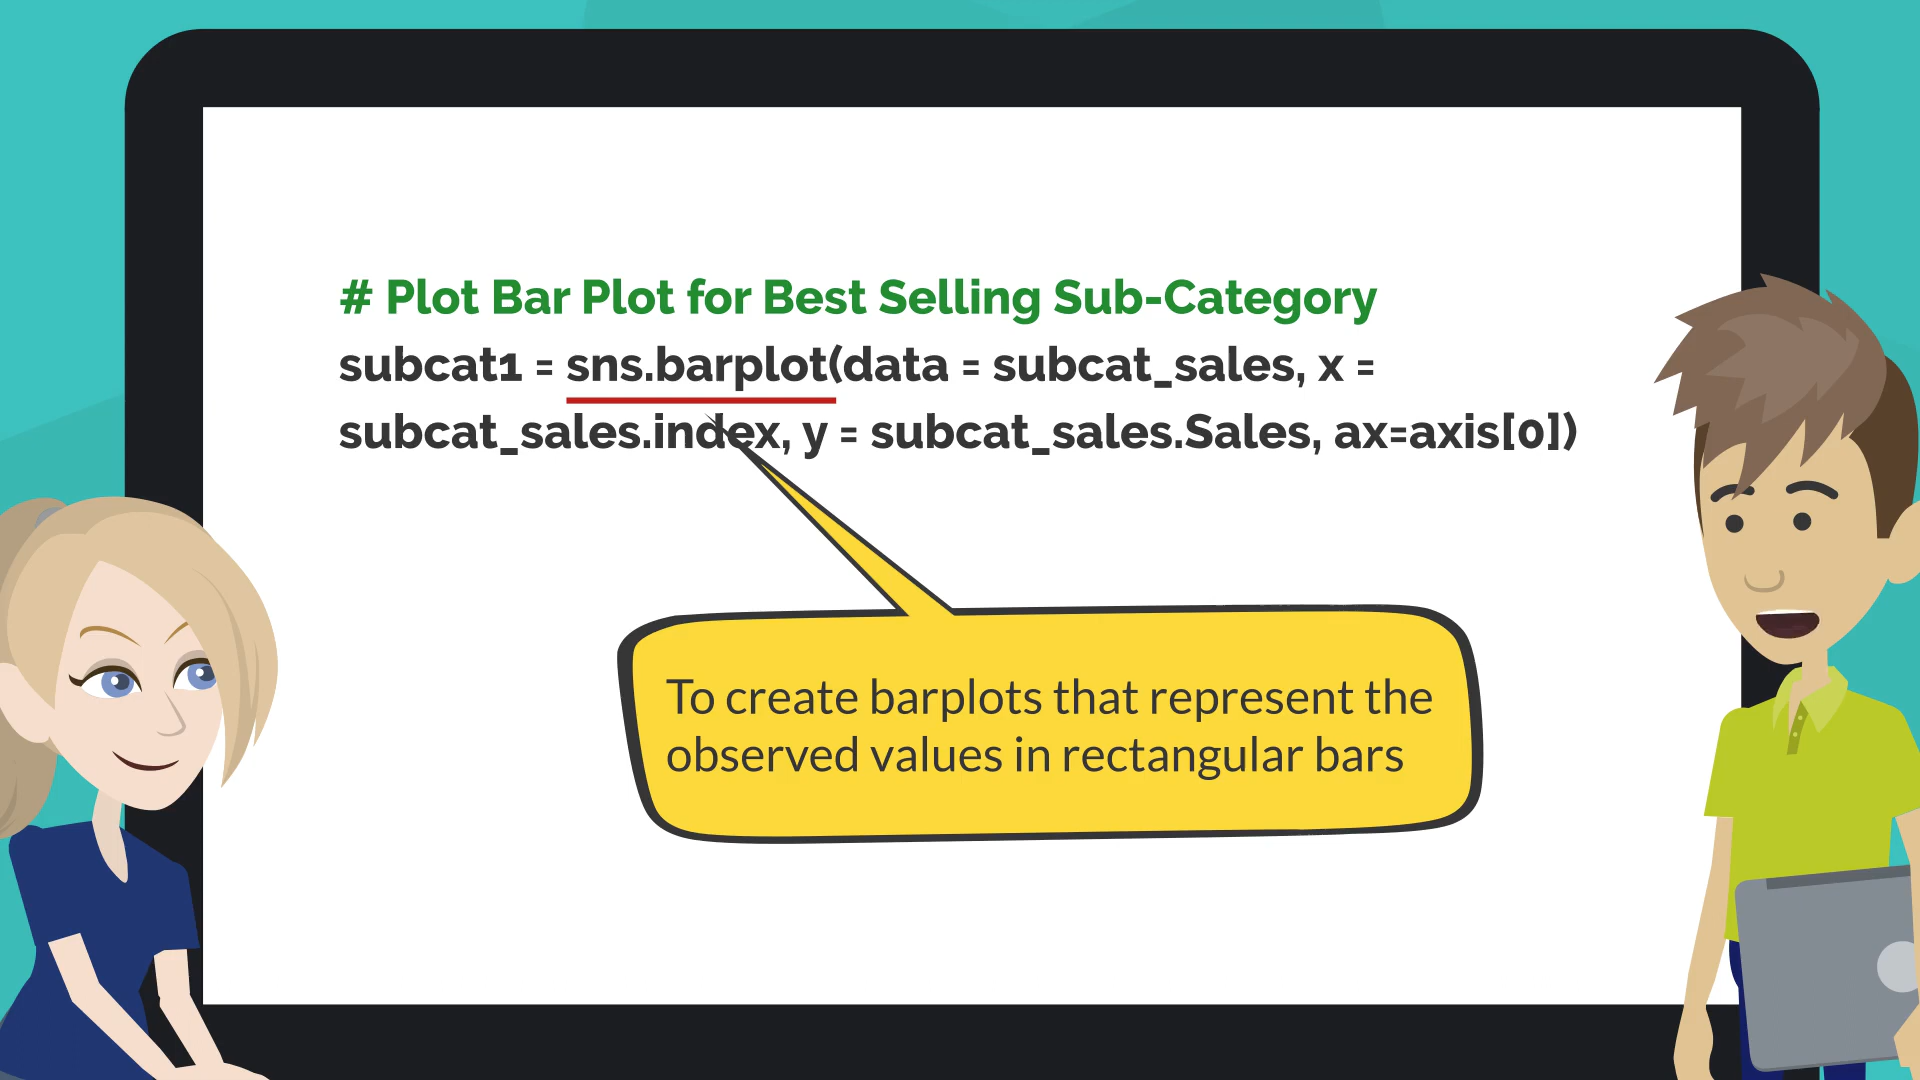 # Plot Bar Plot for Best Selling Sub-Category
subcat1 = sns.barplot(data = subcat_sales, x =
subcat_sales.index, y = subcat_sales.Sales, ax=axis[0])
To create barplots that represent the
observed values in rectangular bars